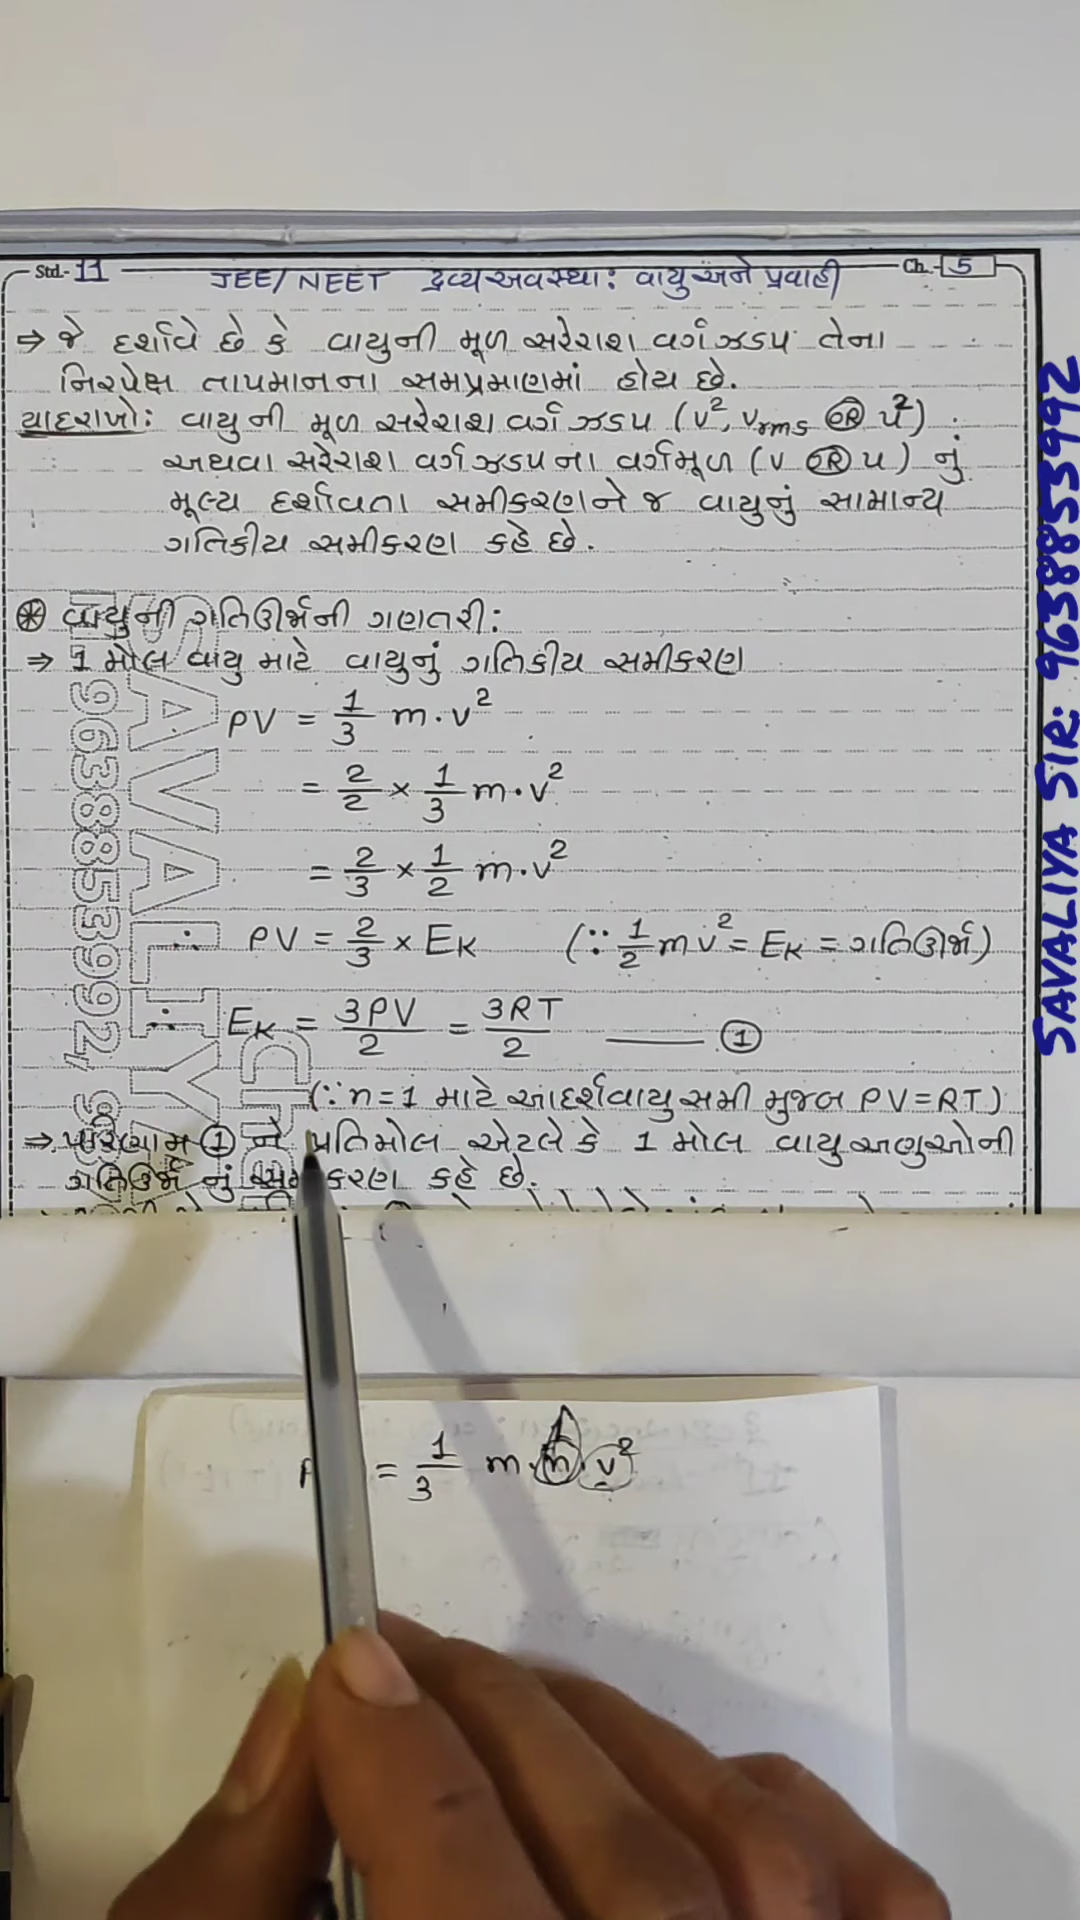 Std.- 11 JEE/NEET દ્રવ્યઅવસ્થા: વાયુ અને પ્રવાહી Ch.- 5
⇒ જે દર્શાવે છે કે વાયુની મૂળ સરેરાશ વર્ગ ઝડપ તેના
નિરપેક્ષ તાપમાનના સમપ્રમાણમાં હોય છે.
યાદરાખો: વાયુની મૂળ સરેરાશ વર્ગ ઝડપ (v², vrms OR u²)
અથવા સરેરાશ વર્ગ ઝડપના વર્ગમૂળ (v OR u) નું
મૂલ્ય દર્શાવતા સમીકરણને જ વાયુનું સામાન્ય
ગતિકીય સમીકરણ કહે છે.
* વાયુની ગતિઊર્જાની ગણતરી:
⇒ 1 મોલ વાયુ માટે વાયુનું ગતિકીય સમીકરણ
PV = 1/3 m·v²
= 2/2 × 1/3 m·v²
= 2/3 × 1/2 m·v²
∴ PV = 2/3 × EK (∵ 1/2 mv² = EK = ગતિઊર્જા)
∴ EK = 3PV/2 = 3RT/2 —— ①
(∵ n=1 માટે આદર્શવાયુ સમી મુજબ PV=RT)
⇒ પરિણામ ① ને પ્રતિમોલ એટલે કે 1 મોલ વાયુઅણુઓની
ગતિઊર્જા નું સમીકરણ કહે છે.
SAVALIYA SIR: 9638853992
= 1/3 m·n·v²
1
SAVALIYA
9638853992